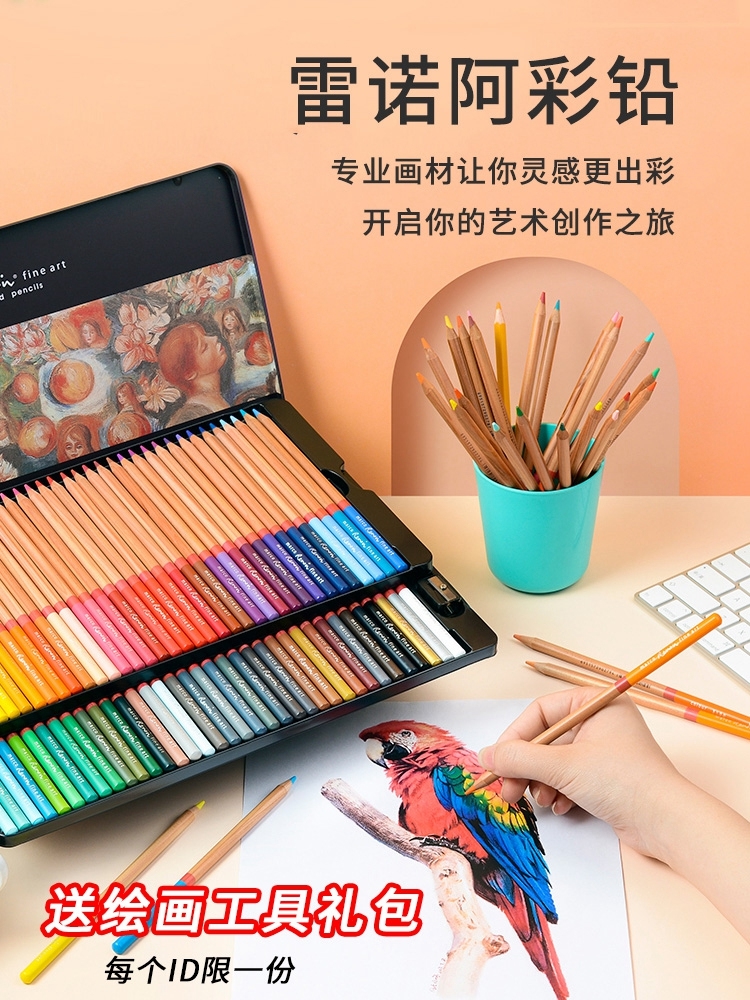 雷诺阿彩铅
专业画材让你灵感更出彩
开启你的艺术创作之旅
fine art
pencils
送绘画工具礼包
每个ID限一份